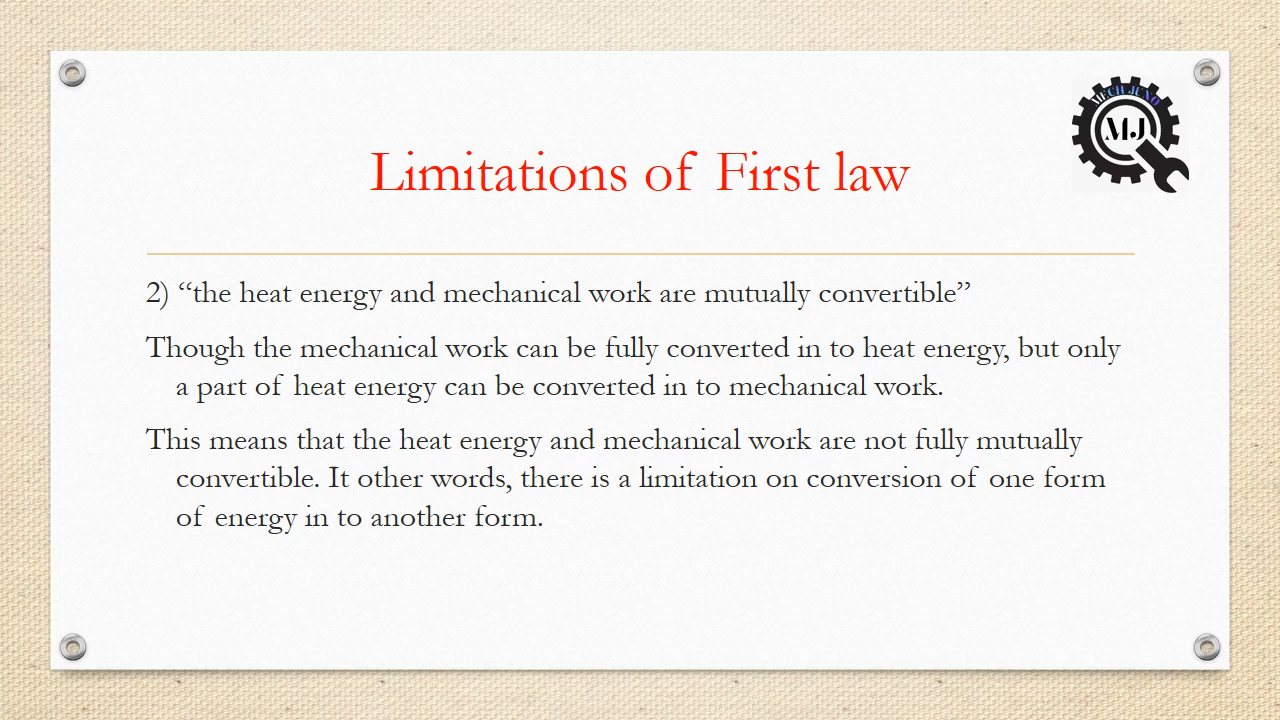 MECH JUNO
MJ
Limitations of First law
2) “the heat energy and mechanical work are mutually convertible”
Though the mechanical work can be fully converted in to heat energy, but only
a part of heat energy can be converted in to mechanical work.
This means that the heat energy and mechanical work are not fully mutually
convertible. It other words, there is a limitation on conversion of one form
of energy in to another form.